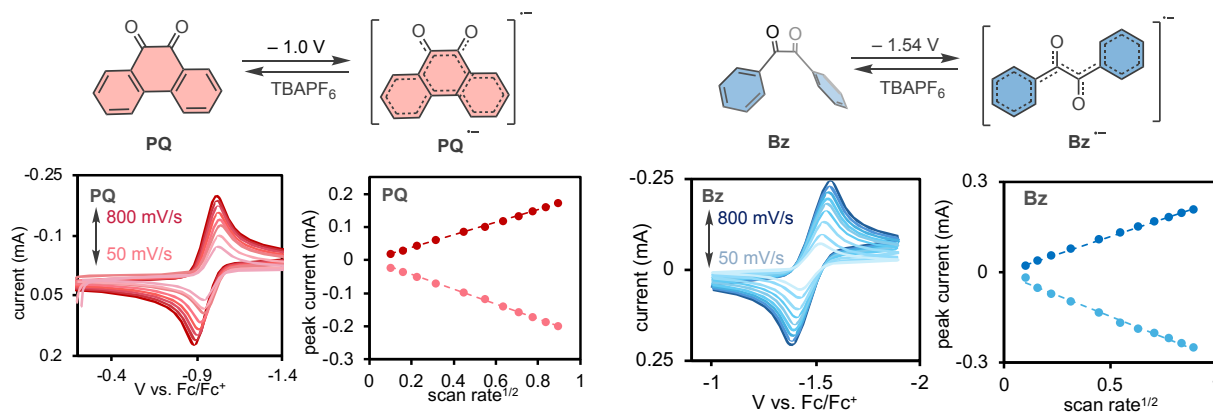 O O
– 1.0 V
TBAPF6
O O
•–
PQ
PQ•–
O O
– 1.54 V
TBAPF6
O
O
•–
Bz
Bz•–
-0.25
-0.1
0.05
0.2
current (mA)
PQ
800 mV/s
50 mV/s
-0.4 -0.9 -1.4
V vs. Fc/Fc+
0.2
0.1
0
-0.1
-0.2
-0.3
peak current (mA)
PQ
0 0.2 0.4 0.6 0.8 1
scan rate1/2
-0.25
0
0.25
current (mA)
Bz
800 mV/s
50 mV/s
-1 -1.5 -2
V vs. Fc/Fc+
0.3
0
-0.3
peak current (mA)
Bz
0 0.5 1
scan rate1/2